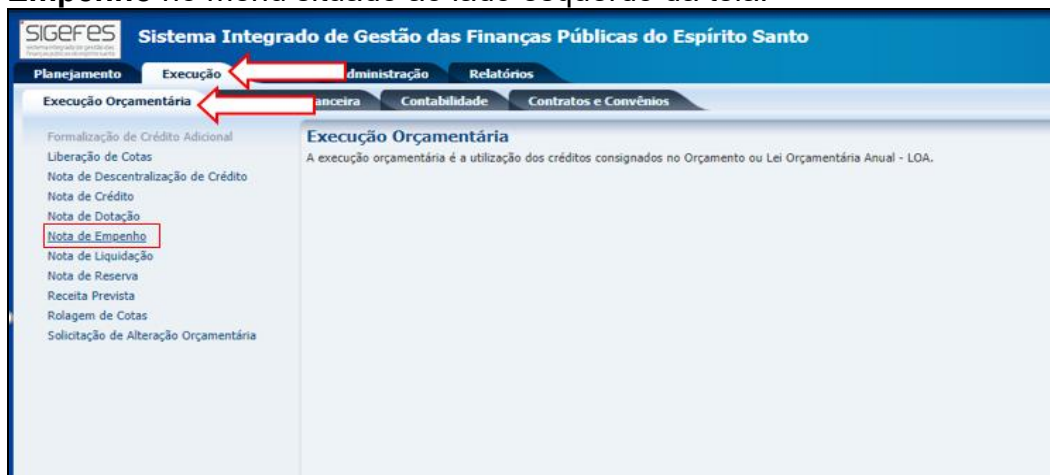 Empenho no menu situado ao lado esquerdo da tela.
SIGEFES
Sistema Integrado de Gestão das Finanças Públicas do Espírito Santo
Planejamento Execução dministração Relatórios
Execução Orçamentária anceira Contabilidade Contratos e Convênios
Formalização de Crédito Adicional
Liberação de Cotas
Nota de Descentralização de Crédito
Nota de Crédito
Nota de Dotação
Nota de Empenho
Nota de Liquidação
Nota de Reserva
Receita Prevista
Rolagem de Cotas
Solicitação de Alteração Orçamentária
Execução Orçamentária
A execução orçamentária é a utilização dos créditos consignados no Orçamento ou Lei Orçamentária Anual - LOA.